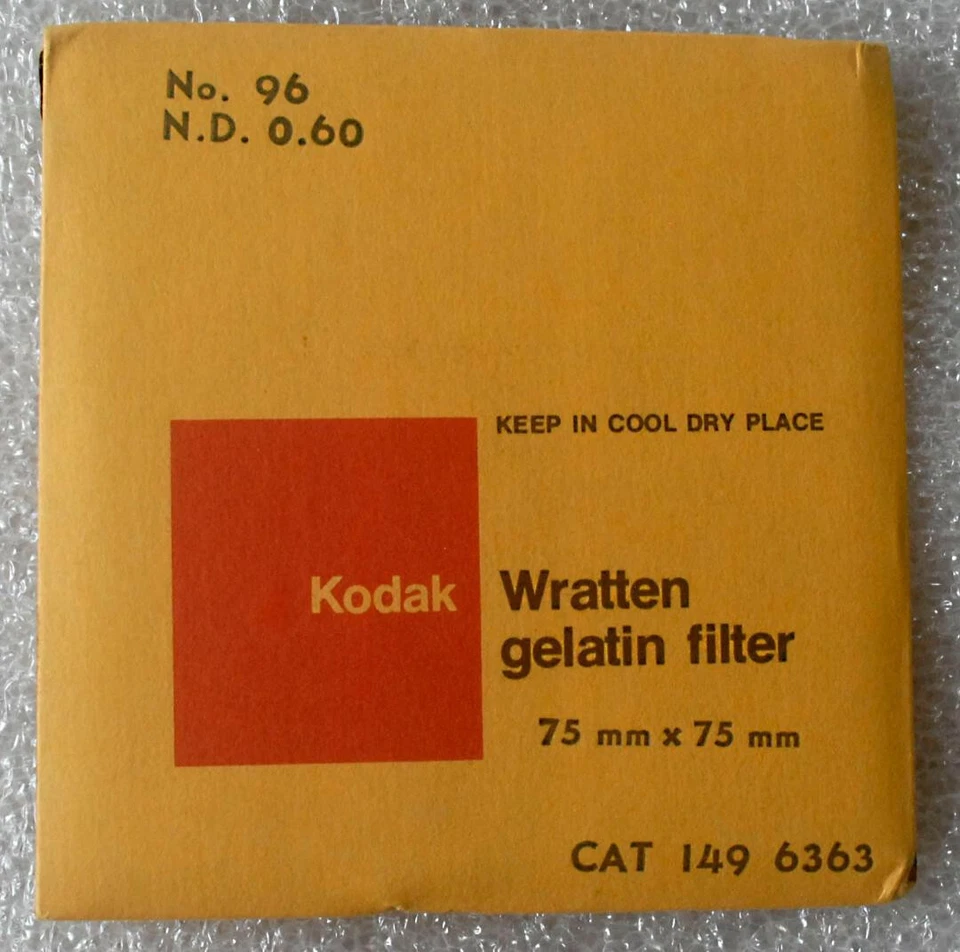 No. 96
N.D. 0.60
KEEP IN COOL DRY PLACE
Kodak
Wratten
gelatin filter
75 mm x 75 mm
CAT 149 6363